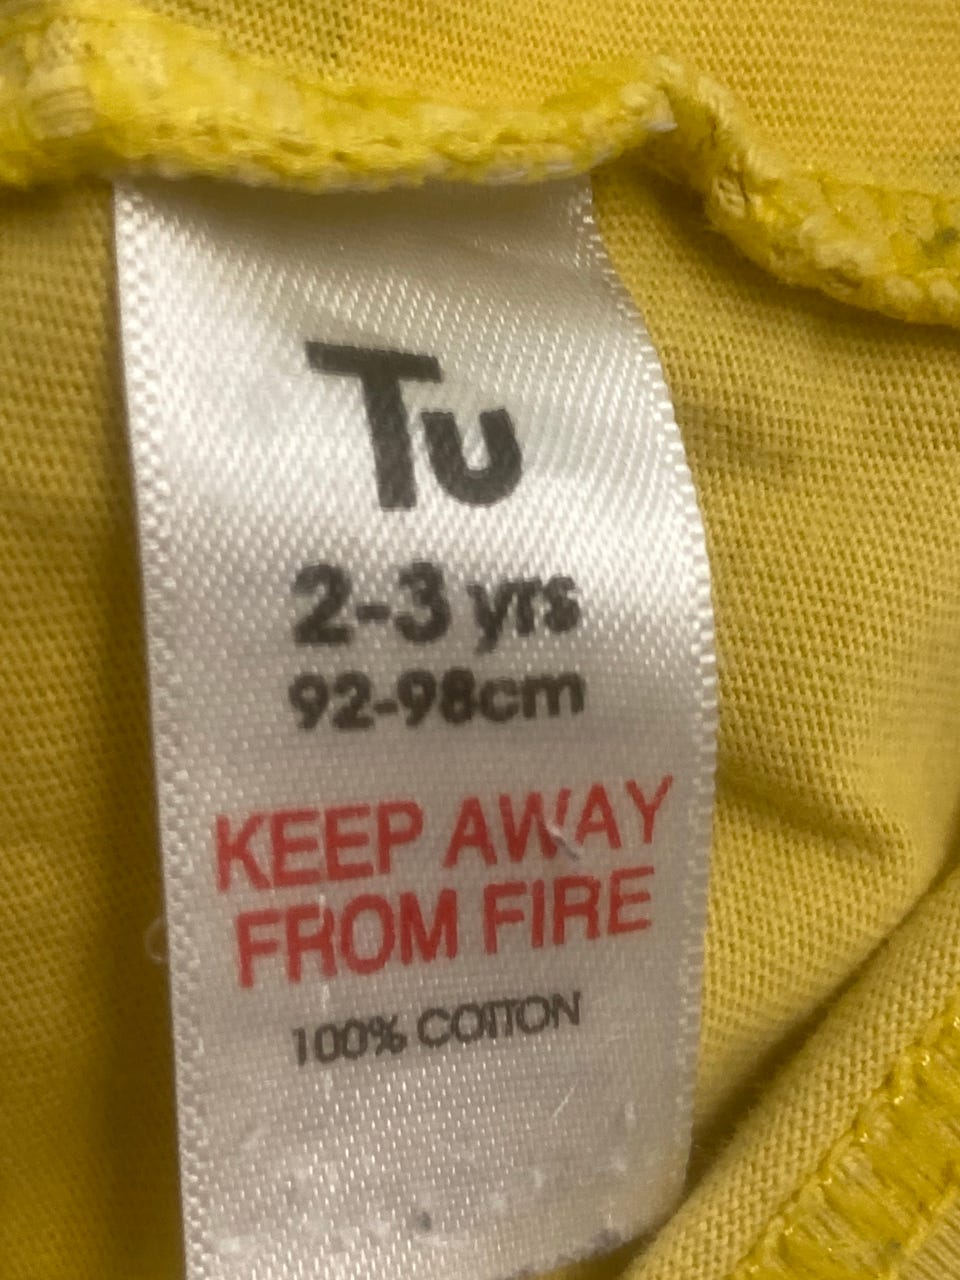 Tu
2-3 yrs
92-98cm
KEEP AWAY
FROM FIRE
100% COTTON